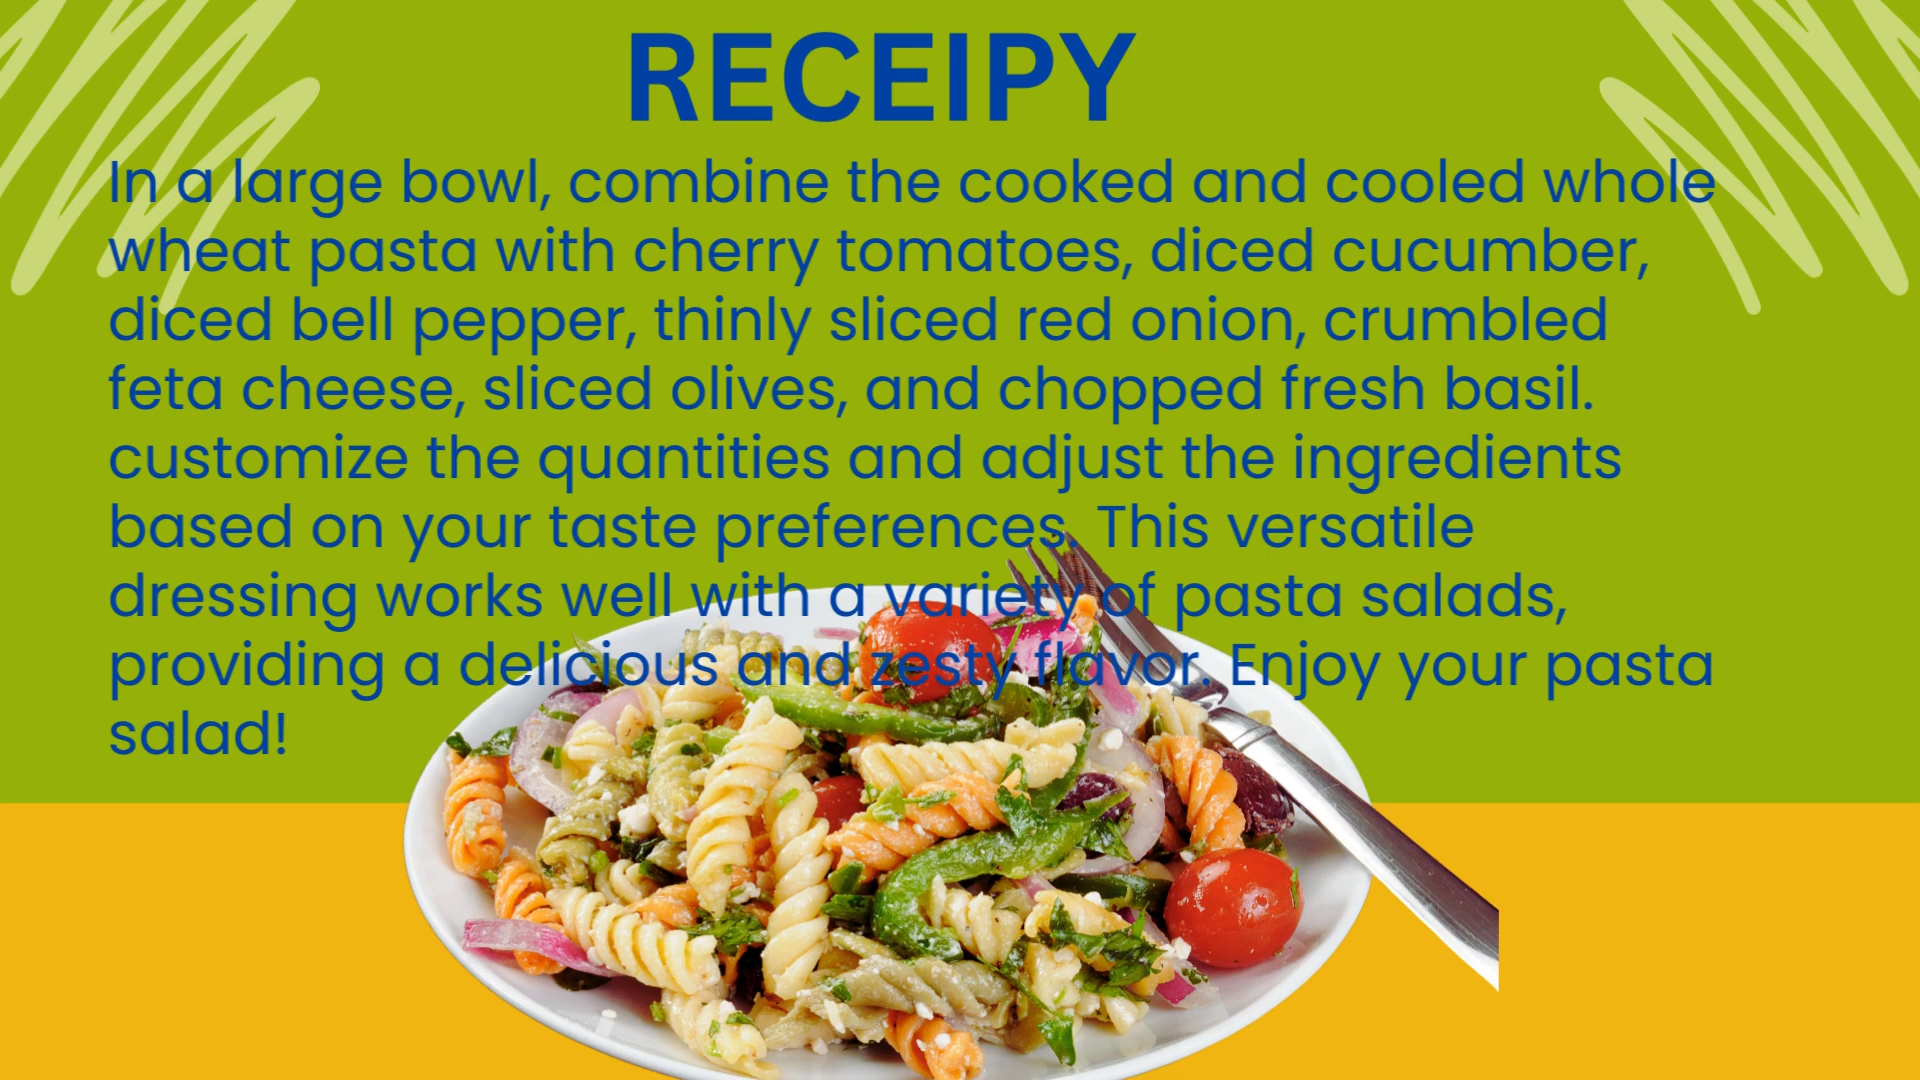 RECEIPY
In a large bowl, combine the cooked and cooled whole
wheat pasta with cherry tomatoes, diced cucumber,
diced bell pepper, thinly sliced red onion, crumbled
feta cheese, sliced olives, and chopped fresh basil.
customize the quantities and adjust the ingredients
based on your taste preferences. This versatile
dressing works well with a variety of pasta salads,
providing a delicious and zesty flavor. Enjoy your pasta
salad!